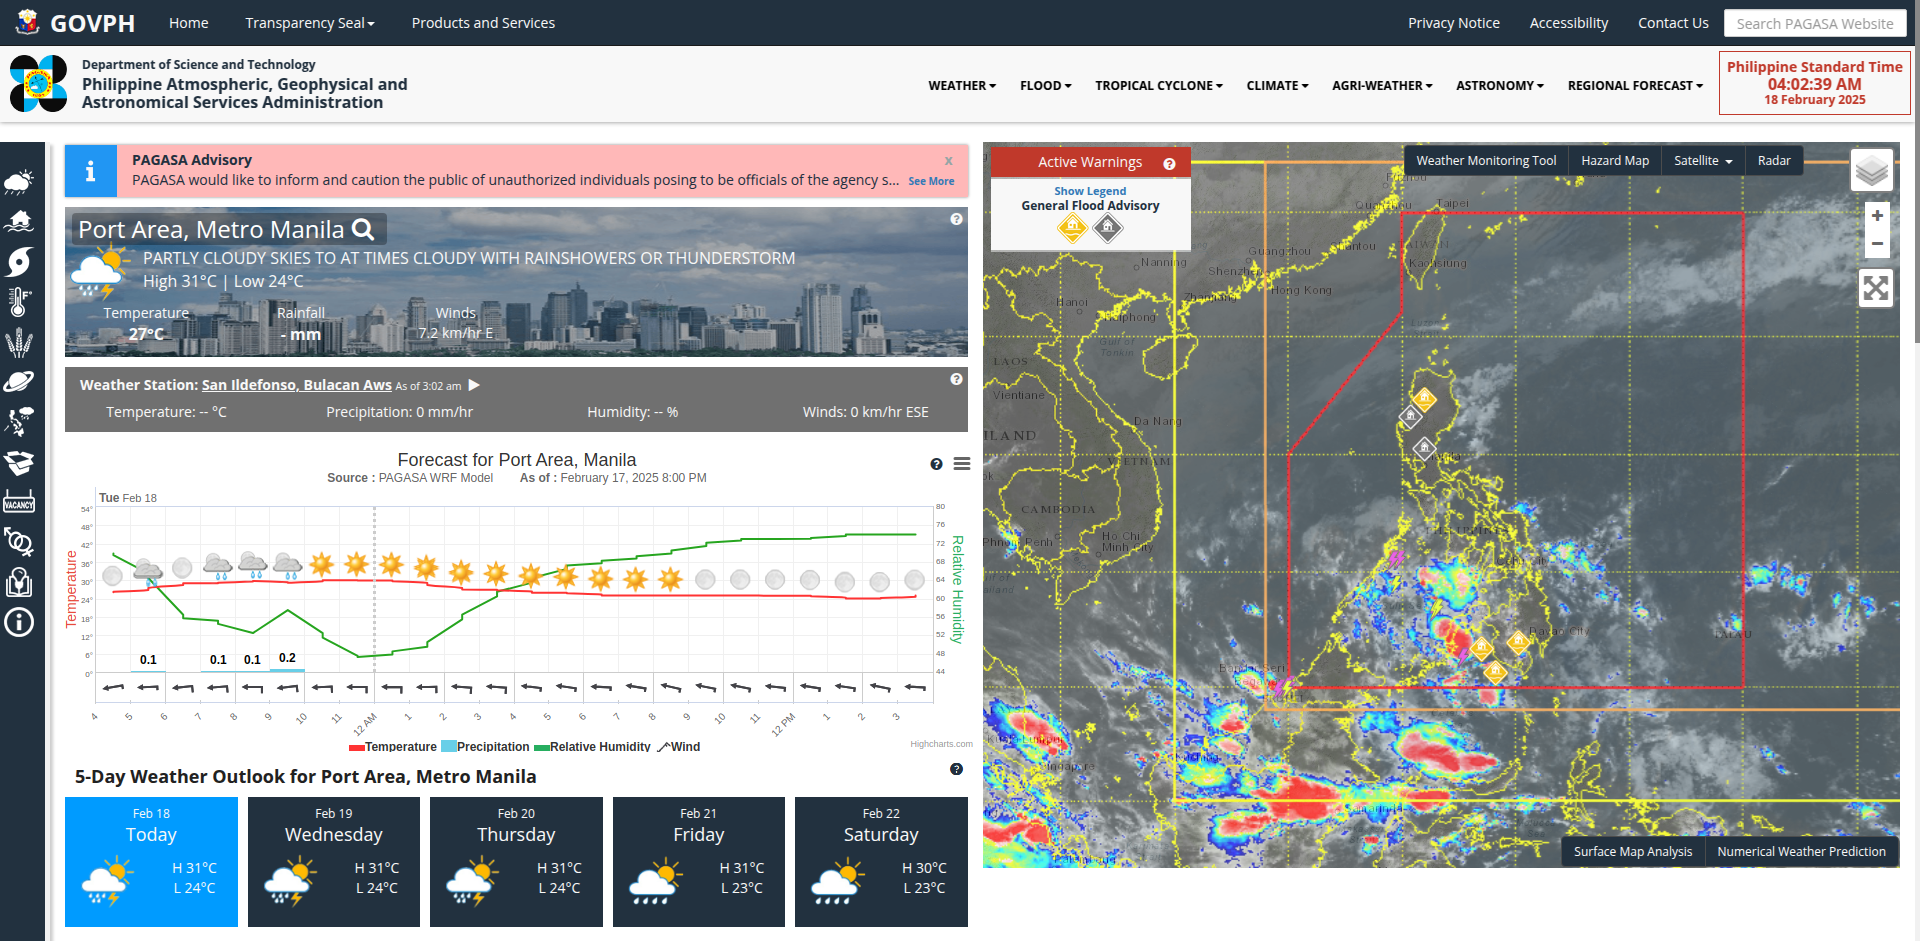 GOVPH
Home
Transparency Seal
Products and Services
Privacy Notice
Accessibility
Contact Us
Search PAGASA Website
Department of Science and Technology
Philippine Atmospheric, Geophysical and
Astronomical Services Administration
WEATHER
FLOOD
TROPICAL CYCLONE
CLIMATE
AGRI-WEATHER
ASTRONOMY
REGIONAL FORECAST
Philippine Standard Time
04:02:39 AM
18 February 2025
PAGASA Advisory
x
PAGASA would like to inform and caution the public of unauthorized individuals posing to be officials of the agency s... See More
Port Area, Metro Manila
PARTLY CLOUDY SKIES TO AT TIMES CLOUDY WITH RAINSHOWERS OR THUNDERSTORM
High 31°C | Low 24°C
Temperature
27°C
Rainfall
- mm
Winds
7.2 km/hr E
Weather Station: San Ildefonso, Bulacan Aws As of 3:02 am
Temperature: -- °C
Precipitation: 0 mm/hr
Humidity: -- %
Winds: 0 km/hr ESE
Forecast for Port Area, Manila
Source : PAGASA WRF Model As of : February 17, 2025 8:00 PM
Tue Feb 18
Temperature
54°
48°
42°
36°
30°
24°
18°
12°
6°
0°
0.1
0.1
0.1
0.2
80
76
72
68
64
60
56
52
48
44
Relative Humidity
4
5
6
7
8
9
10
11
12 AM
1
2
3
4
5
6
7
8
9
10
11
12 PM
1
2
3
Temperature
Precipitation
Relative Humidity
Wind
Highcharts.com
5-Day Weather Outlook for Port Area, Metro Manila
Feb 18
Today
H 31°C
L 24°C
Feb 19
Wednesday
H 31°C
L 24°C
Feb 20
Thursday
H 31°C
L 24°C
Feb 21
Friday
H 31°C
L 23°C
Feb 22
Saturday
H 30°C
L 23°C
VACANCY
Active Warnings
Show Legend
General Flood Advisory
Weather Monitoring Tool
Hazard Map
Satellite
Radar
+
−
Taipei
Guangzhou
Shenzhen
Hong Kong
Kaohsiung
Nanning
Hanoi
Gulf of
Tonkin
LAOS
Vientiane
Da Nang
VIETNAM
CAMBODIA
Phnom Penh
Ho Chi
Minh City
Davao City
PALAU
Singapore
Surface Map Analysis
Numerical Weather Prediction